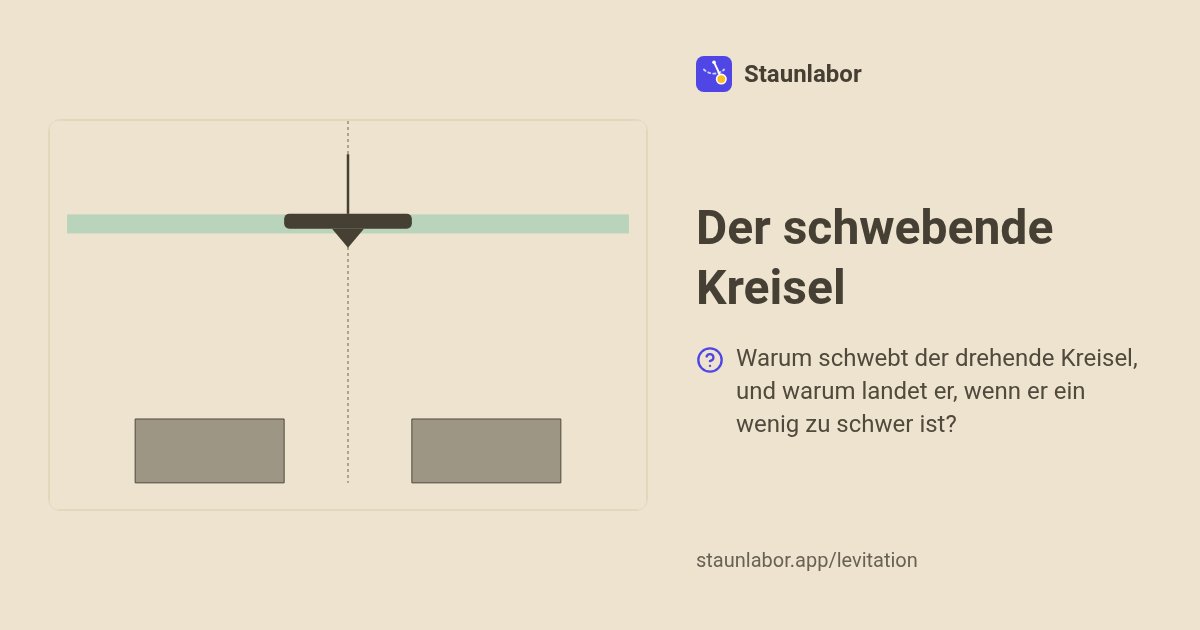 Staunlabor
Der schwebende
Kreisel
Warum schwebt der drehende Kreisel,
und warum landet er, wenn er ein
wenig zu schwer ist?
staunlabor.app/levitation